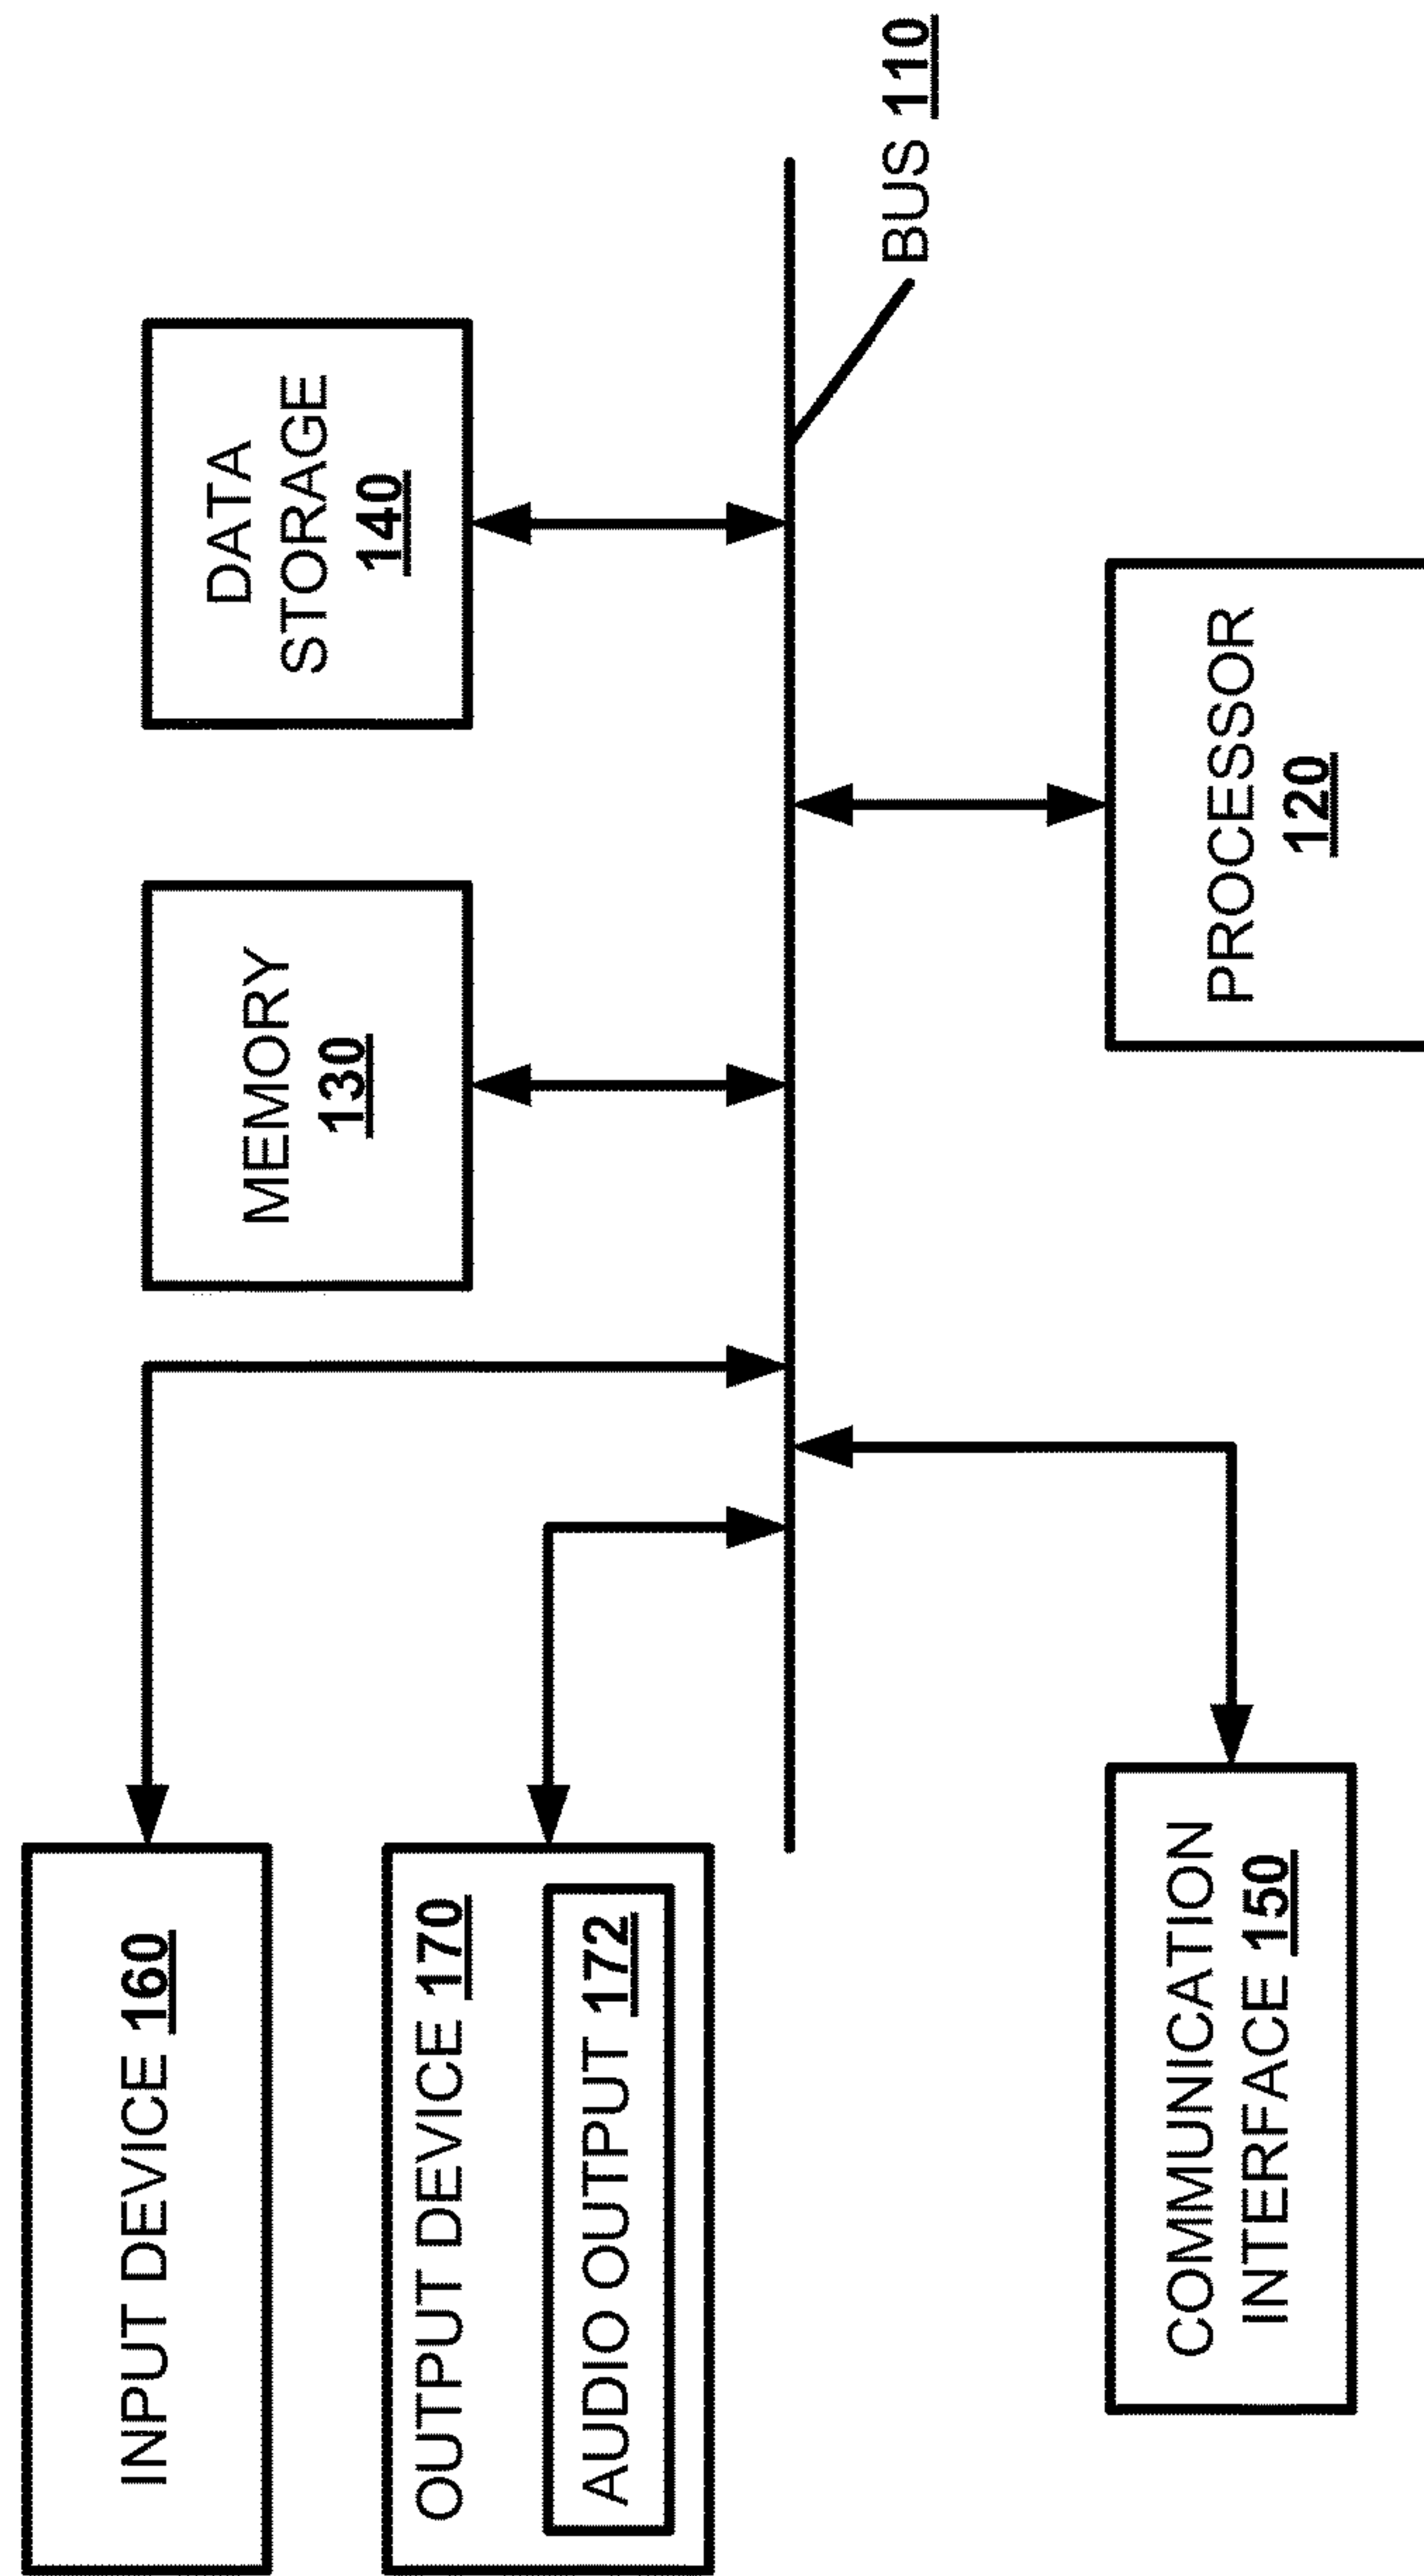 INPUT DEVICE 160
OUTPUT DEVICE 170
AUDIO OUTPUT 172
MEMORY
130
DATA
STORAGE
140
BUS 110
COMMUNICATION
INTERFACE 150
PROCESSOR
120